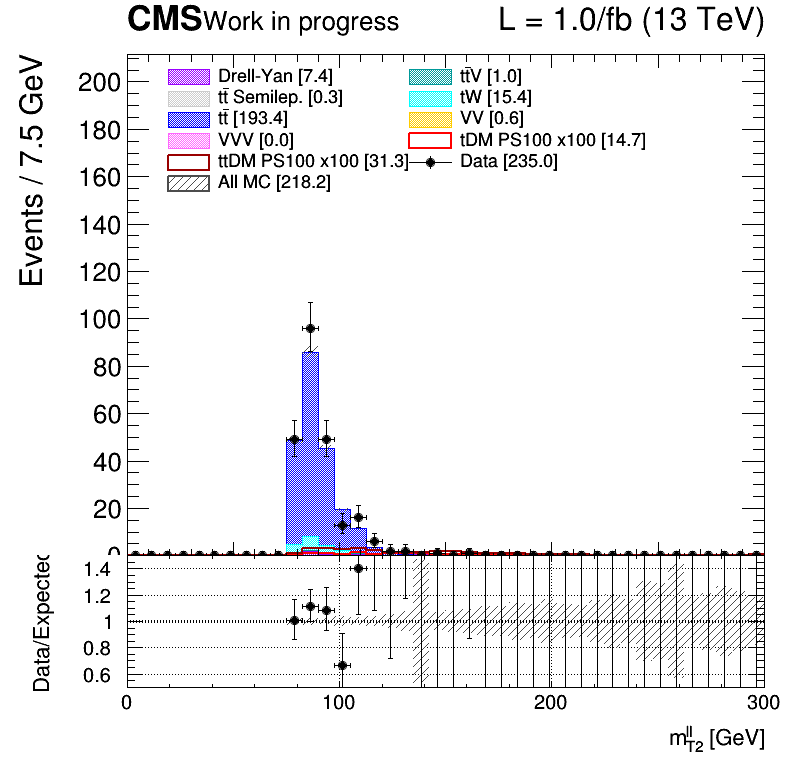 CMS Work in progress L = 1.0/fb (13 TeV)
Events / 7.5 GeV
200
180
160
140
120
100
80
60
40
20
0
Drell-Yan [7.4]
tt̄V [1.0]
tt̄ Semilep. [0.3]
tW [15.4]
tt̄ [193.4]
VV [0.6]
VVV [0.0]
tDM PS100 x100 [14.7]
ttDM PS100 x100 [31.3]
Data [235.0]
All MC [218.2]
Data/Expected
1.4
1.2
1
0.8
0.6
0 100 200 300
m_{T2}^{ll} [GeV]